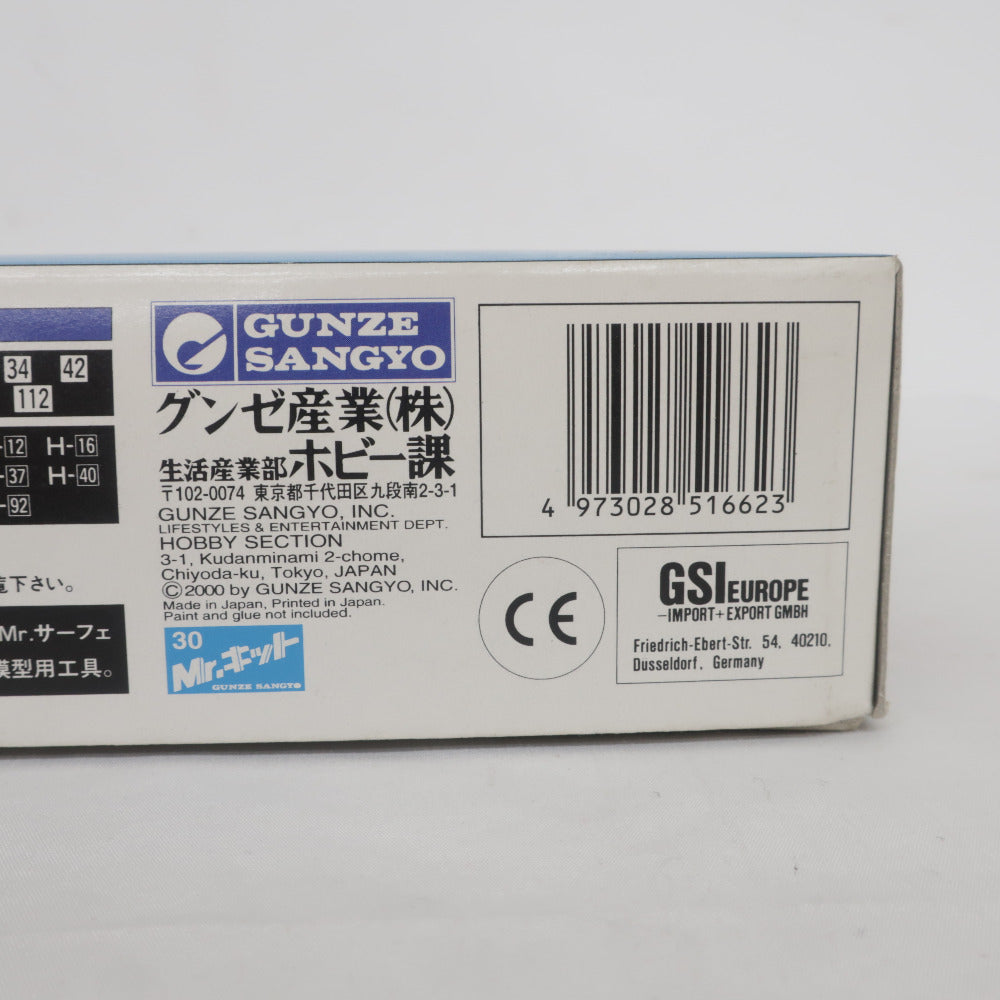 34 42
112
-12 H-16
-37 H-40
-92
覧下さい。
Mr.サーフェ
模型用工具。
GUNZE
SANGYO
グンゼ産業(株)
生活産業部ホビー課
〒102-0074 東京都千代田区九段南2-3-1
GUNZE SANGYO, INC.
LIFESTYLES & ENTERTAINMENT DEPT.
HOBBY SECTION
3-1, Kudanminami 2-chome,
Chiyoda-ku, Tokyo, JAPAN
©2000 by GUNZE SANGYO, INC.
Made in Japan, Printed in Japan.
Paint and glue not included.
30
Mr.キット
GUNZE SANGYO
4 973028 516623
CE
GSI EUROPE
-IMPORT+EXPORT GMBH
Friedrich-Ebert-Str. 54, 40210,
Dusseldorf, Germany